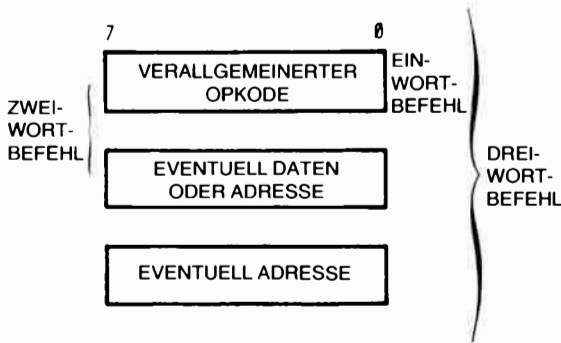 7 0
VERALLGEMEINERTER
OPKODE
EIN-
WORT-
BEFEHL
ZWEI-
WORT-
BEFEHL
EVENTUELL DATEN
ODER ADRESSE
DREI-
WORT-
BEFEHL
EVENTUELL ADRESSE